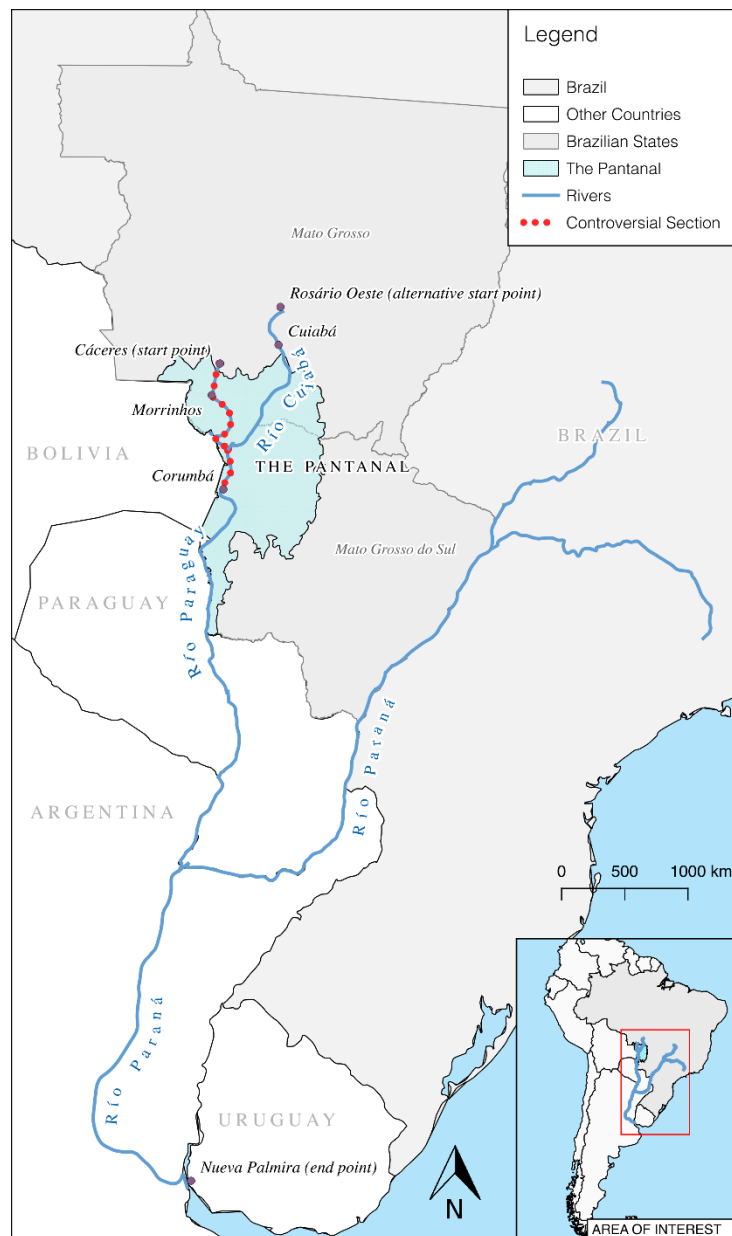 Legend
Brazil
Other Countries
Brazilian States
The Pantanal
Rivers
Controversial Section
Mato Grosso
Rosário Oeste (alternative start point)
Cuiabá
Cáceres (start point)
Río Cuiabá
Morrinhos
BRAZIL
BOLIVIA
THE PANTANAL
Corumbá
Mato Grosso do Sul
Río Paraguay
PARAGUAY
Río Paraná
ARGENTINA
0 500 1000 km
Río Paraná
URUGUAY
Nueva Palmira (end point)
N
AREA OF INTEREST